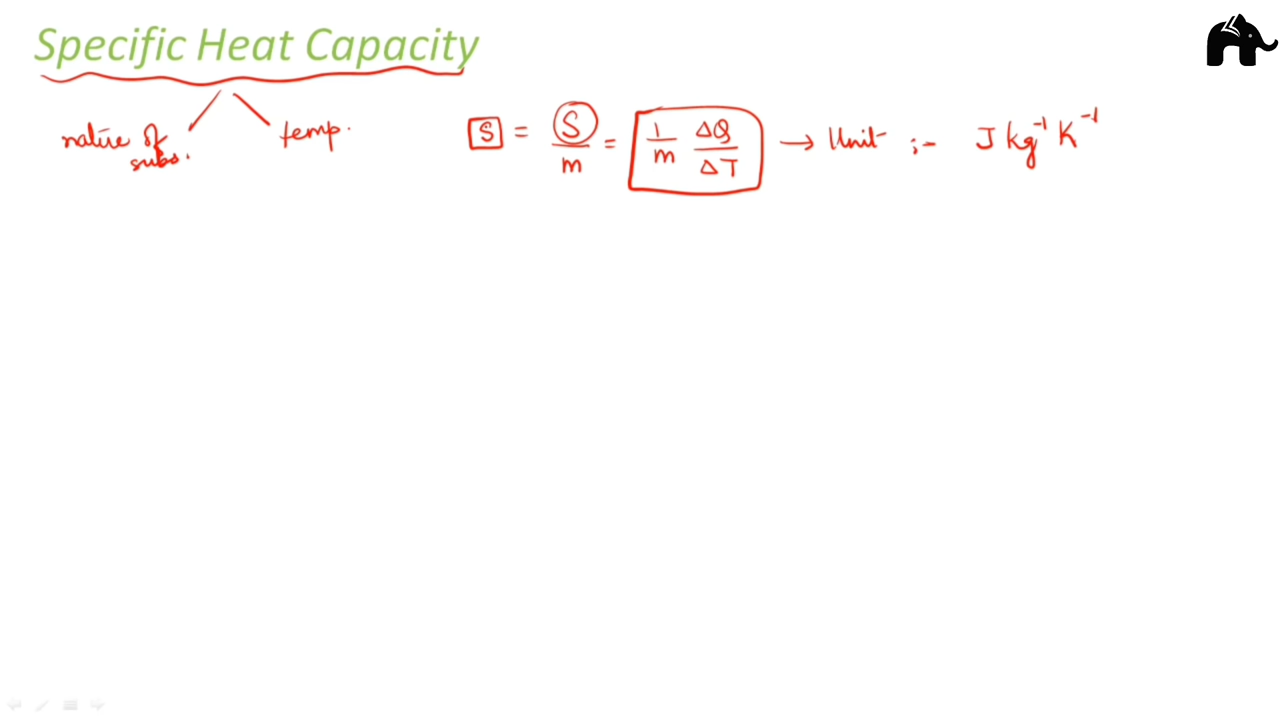 Specific Heat Capacity
nature of subs.
temp.
s = S/m = 1/m ΔQ/ΔT → Unit :- J kg⁻¹ K⁻¹